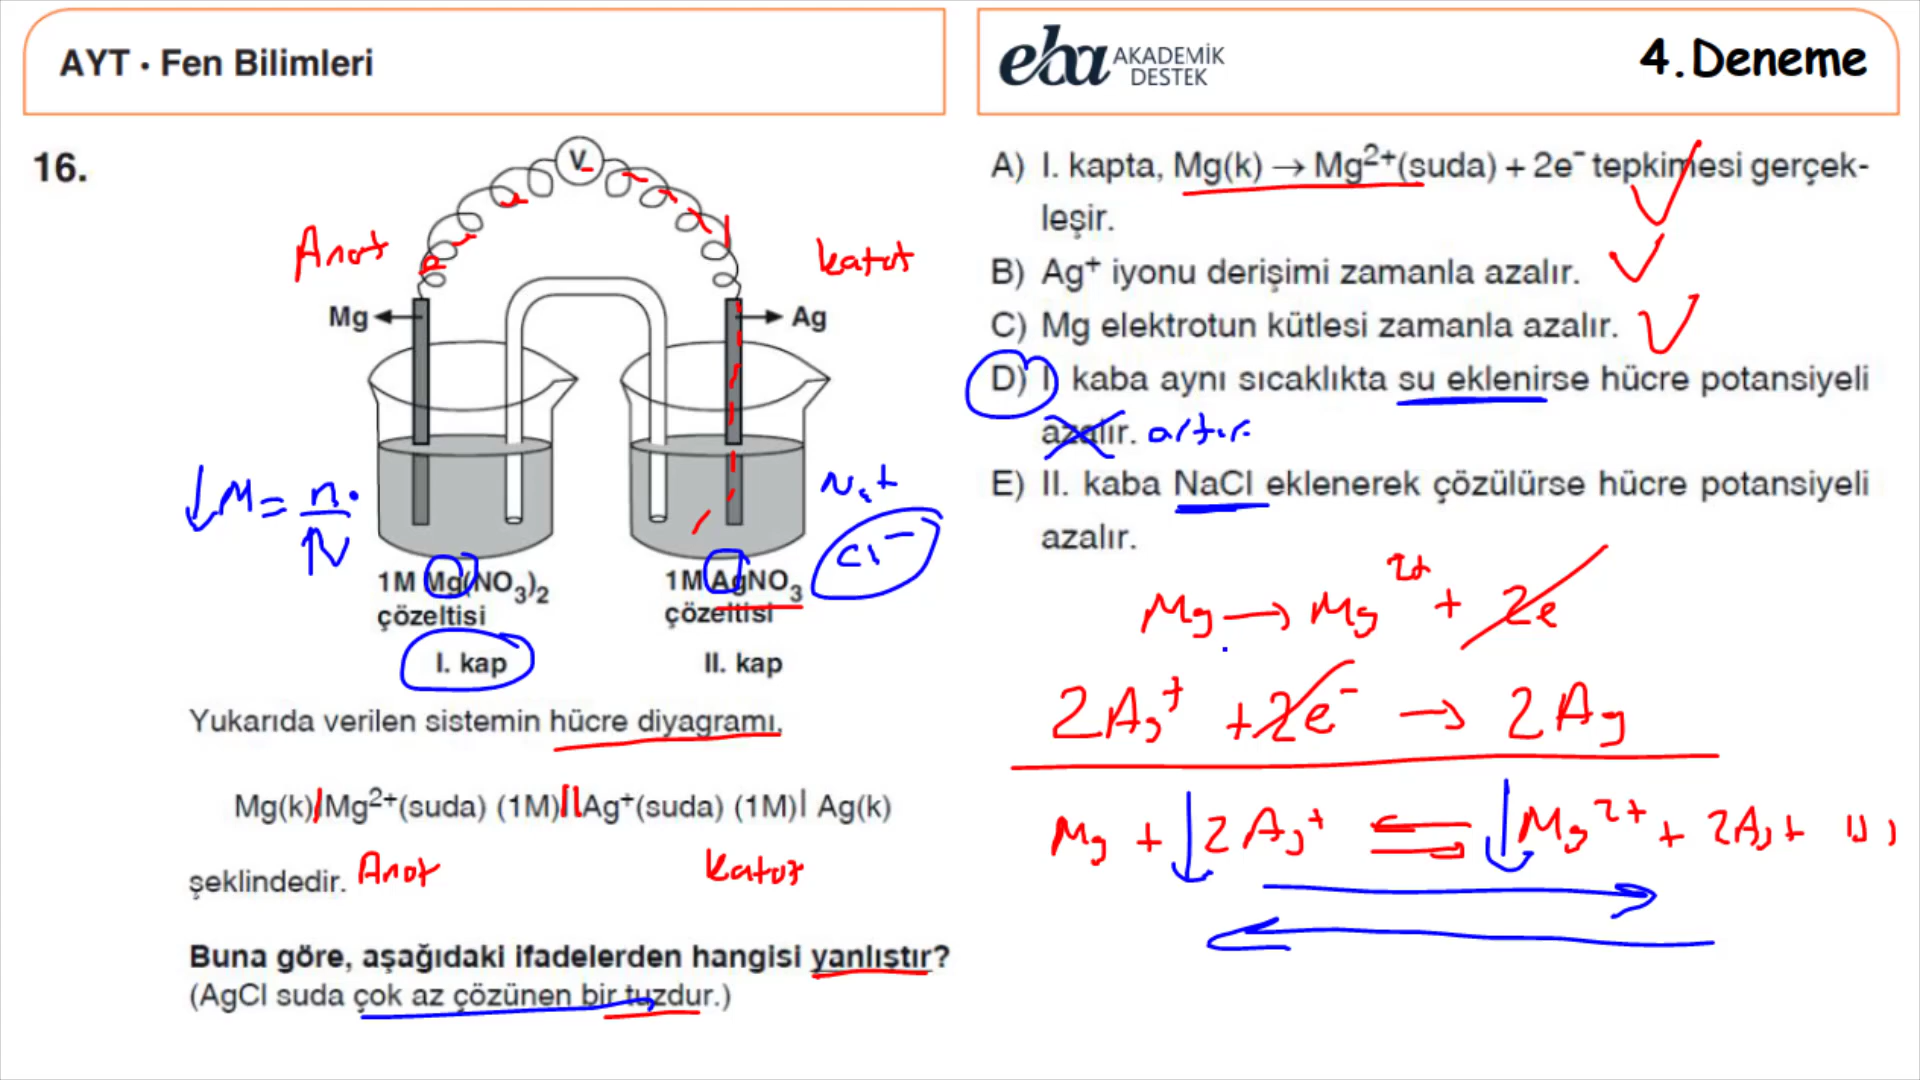 AYT • Fen Bilimleri
eba AKADEMİK DESTEK
4.Deneme
16.
V
Anot
katot
Mg
Ag
↓M = n / V
Na+
Cl−
1M Mg(NO3)2 çözeltisi
1M AgNO3 çözeltisi
I. kap
II. kap
Yukarıda verilen sistemin hücre diyagramı,
Mg(k)|Mg2+(suda) (1M)||Ag+(suda) (1M)| Ag(k)
şeklindedir.
Anot
katot
Buna göre, aşağıdaki ifadelerden hangisi yanlıştır?
(AgCl suda çok az çözünen bir tuzdur.)
A) I. kapta, Mg(k) → Mg2+(suda) + 2e− tepkimesi gerçek-
leşir.
B) Ag+ iyonu derişimi zamanla azalır.
C) Mg elektrotun kütlesi zamanla azalır.
D) I. kaba aynı sıcaklıkta su eklenirse hücre potansiyeli
azalır. artır.
E) II. kaba NaCl eklenerek çözülürse hücre potansiyeli
azalır.
Mg → Mg2+ + 2e
2Ag+ + 2e− → 2Ag
Mg + ↓2Ag+ ⇌ ↓Mg2+ + 2Ag+